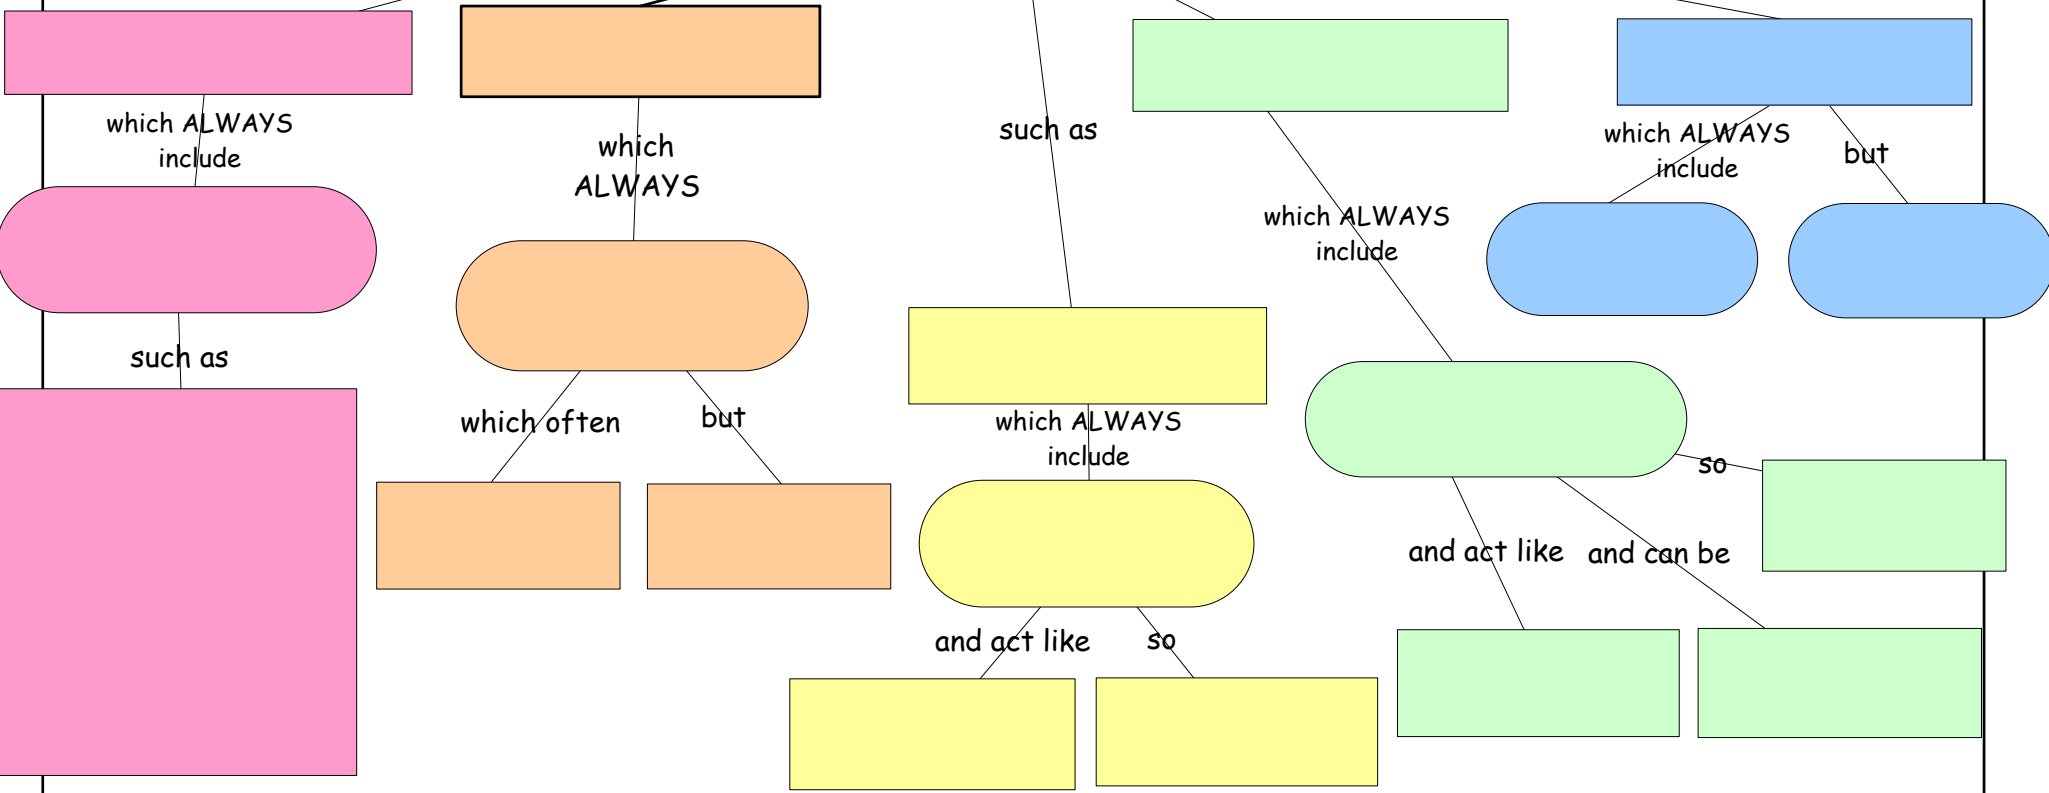 which ALWAYS
include
such as
which
ALWAYS
which often
but
such as
which ALWAYS
include
and act like
so
which ALWAYS
include
so
and act like
and can be
which ALWAYS
include
but